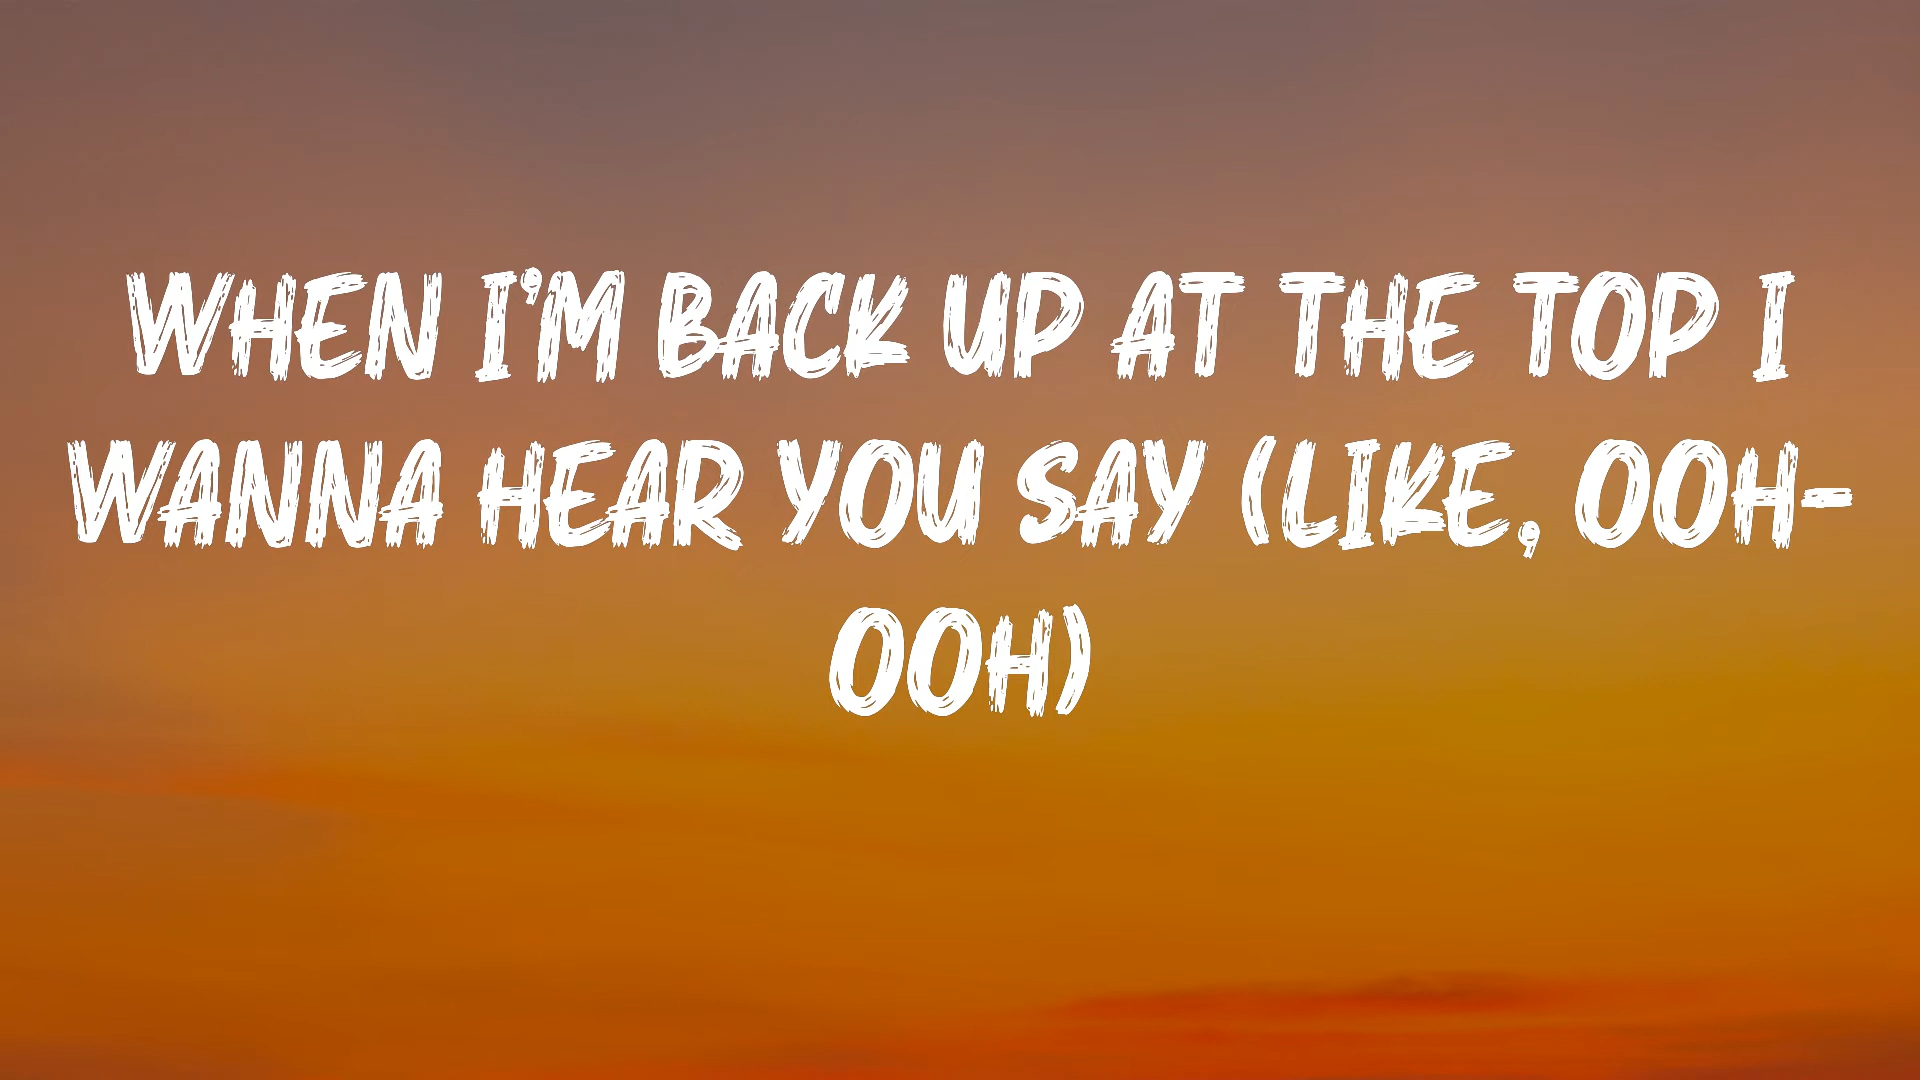 WHEN I'M BACK UP AT THE TOP I
WANNA HEAR YOU SAY (LIKE, OOH-
OOH)